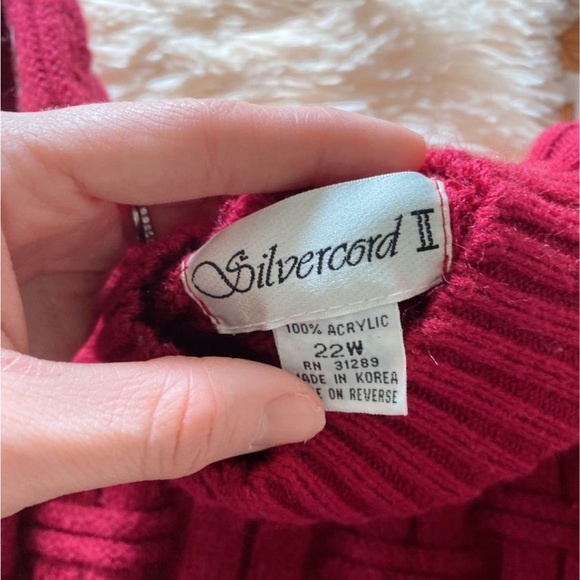 Silvercord II
100% ACRYLIC
22W
RN 31289
MADE IN KOREA
ON REVERSE